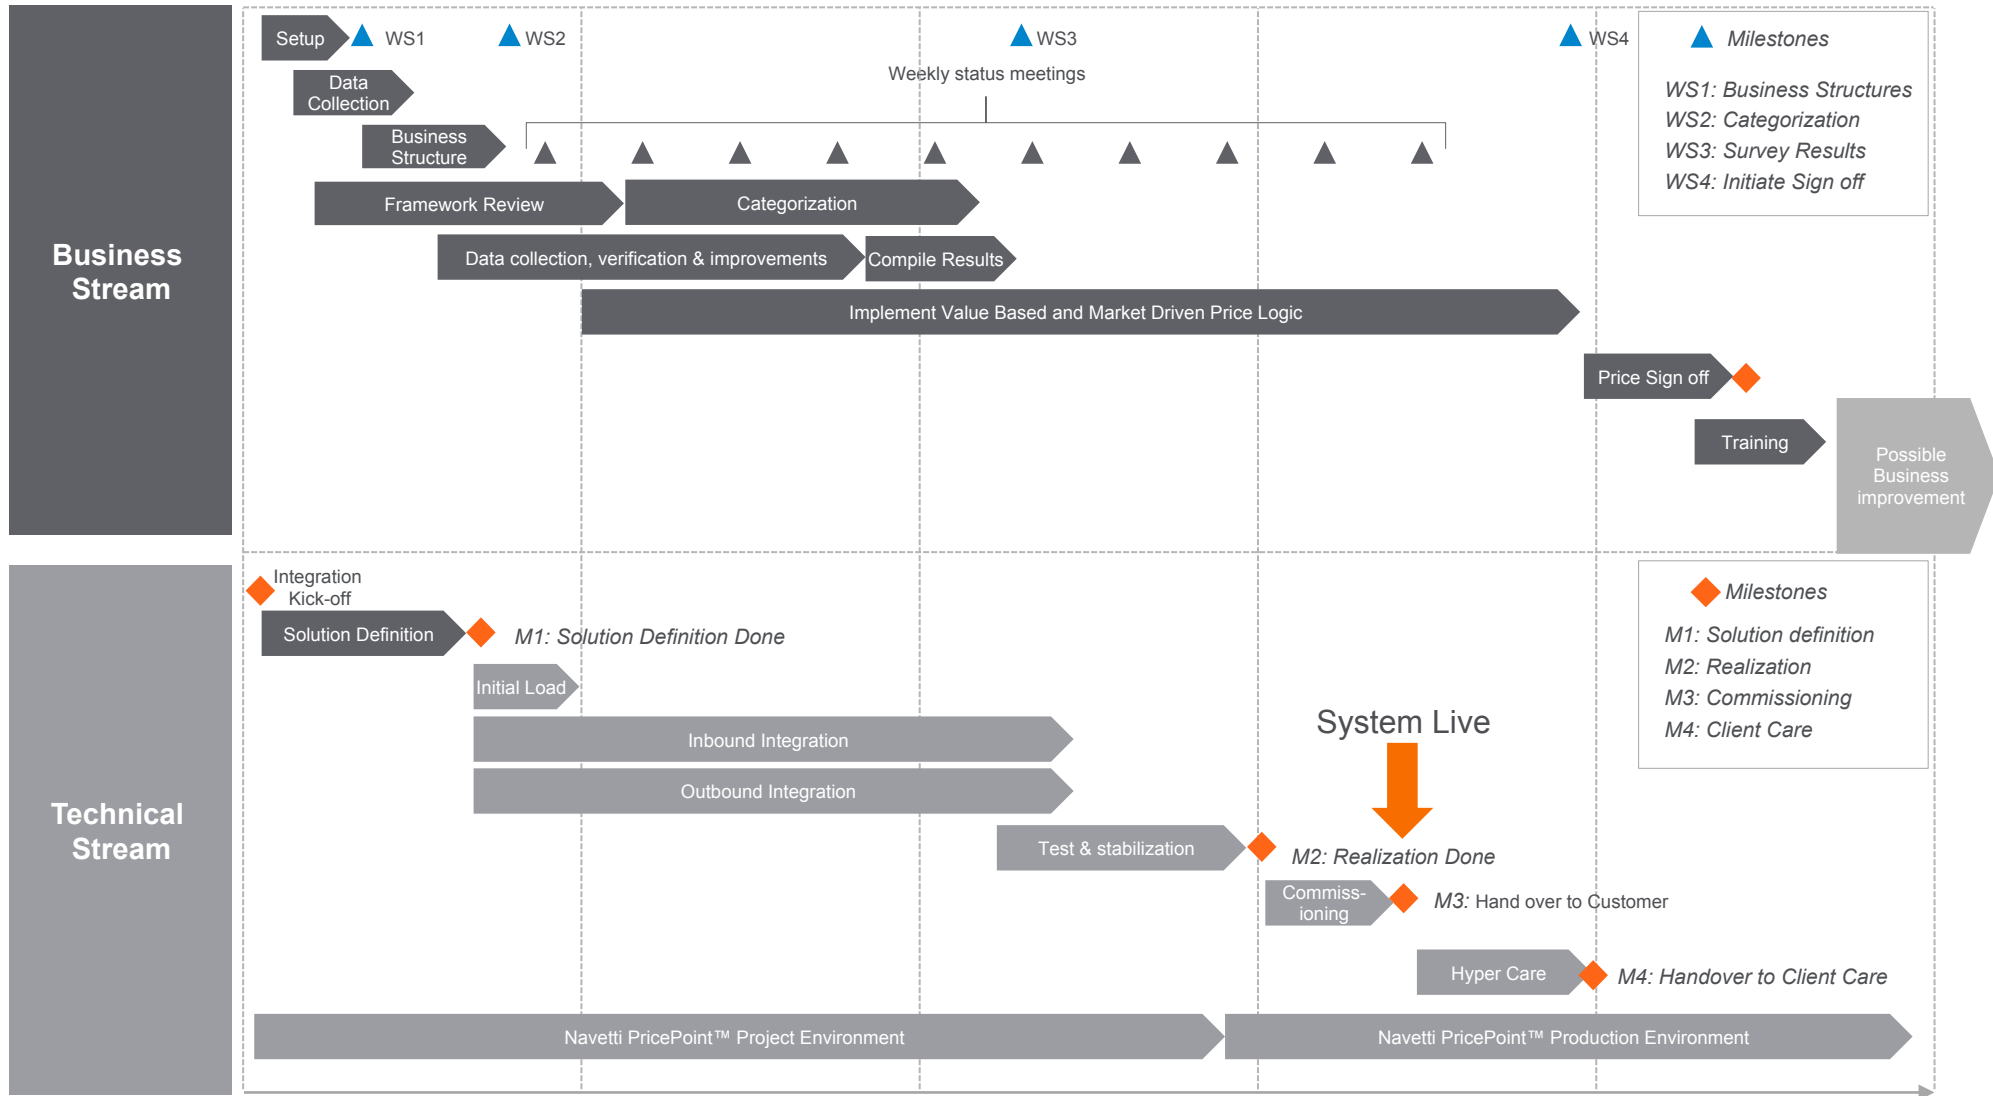 Business
Stream
Setup
WS1
WS2
WS3
WS4
Data
Collection
Weekly status meetings
Business
Structure
Framework Review
Categorization
Data collection, verification & improvements
Compile Results
Implement Value Based and Market Driven Price Logic
Price Sign off
Training
Possible
Business
improvement
Milestones
WS1: Business Structures
WS2: Categorization
WS3: Survey Results
WS4: Initiate Sign off
Technical
Stream
Integration
Kick-off
Solution Definition
M1: Solution Definition Done
Initial Load
Inbound Integration
Outbound Integration
System Live
Test & stabilization
M2: Realization Done
Commiss-
ioning
M3: Hand over to Customer
Hyper Care
M4: Handover to Client Care
Navetti PricePoint™ Project Environment
Navetti PricePoint™ Production Environment
Milestones
M1: Solution definition
M2: Realization
M3: Commissioning
M4: Client Care